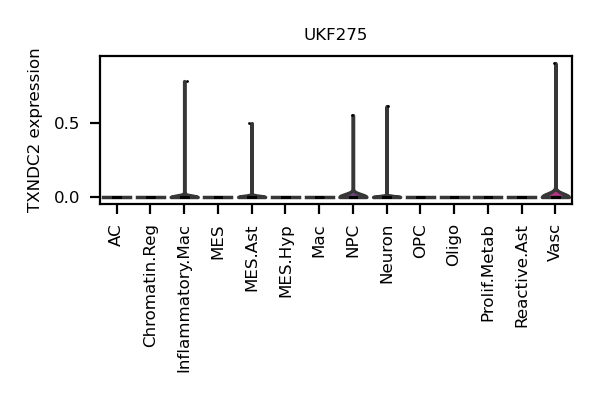 UKF275
TXNDC2 expression
0.5
0.0
AC
Chromatin.Reg
Inflammatory.Mac
MES
MES.Ast
MES.Hyp
Mac
NPC
Neuron
OPC
Oligo
Prolif.Metab
Reactive.Ast
Vasc